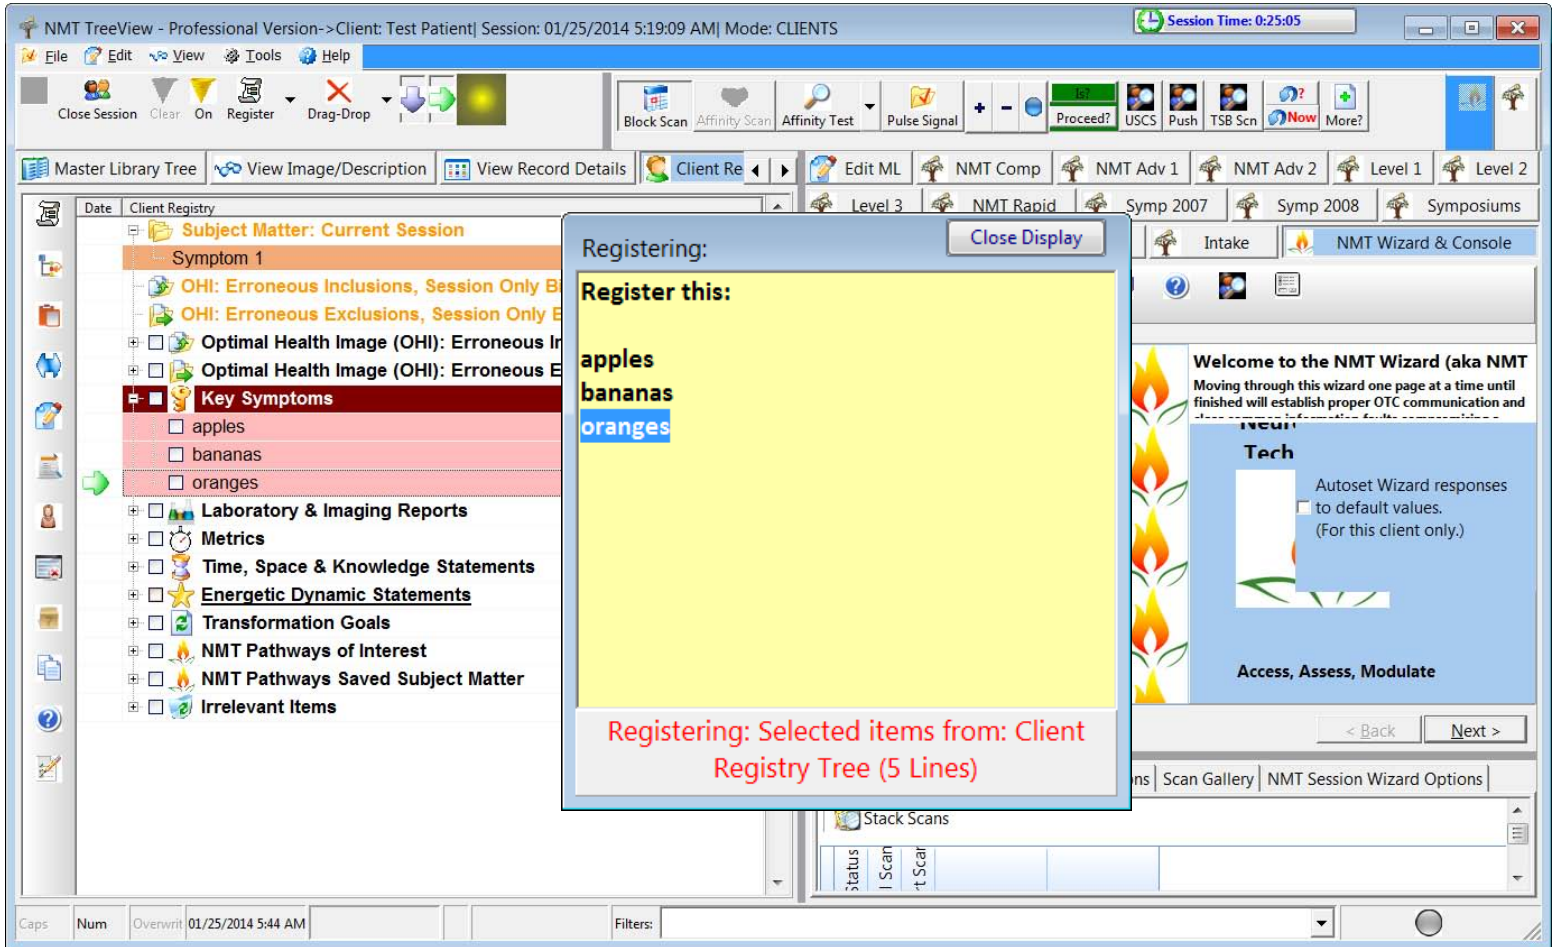 NMT TreeView - Professional Version->Client: Test Patient| Session: 01/25/2014 5:19:09 AM| Mode: CLIENTS
Session Time: 0:25:05
File Edit View Tools Help
Close Session Clear On Register Drag-Drop
Block Scan Affinity Scan Affinity Test Pulse Signal + - Is? Proceed? USCS Push TSB Scn ? Now More?
Master Library Tree View Image/Description View Record Details Client Re
Edit ML NMT Comp NMT Adv 1 NMT Adv 2 Level 1 Level 2
Level 3 NMT Rapid Symp 2007 Symp 2008 Symposiums
Intake NMT Wizard & Console
Date Client Registry
Subject Matter: Current Session
Symptom 1
OHI: Erroneous Inclusions, Session Only B
OHI: Erroneous Exclusions, Session Only
Optimal Health Image (OHI): Erroneous
Optimal Health Image (OHI): Erroneous
Key Symptoms
apples
bananas
oranges
Laboratory & Imaging Reports
Metrics
Time, Space & Knowledge Statements
Energetic Dynamic Statements
Transformation Goals
NMT Pathways of Interest
NMT Pathways Saved Subject Matter
Irrelevant Items
Registering:
Close Display
Register this:
apples
bananas
oranges
Registering: Selected items from: Client
Registry Tree (5 Lines)
Welcome to the NMT Wizard (aka NMT
Moving through this wizard one page at a time until
finished will establish proper OTC communication and
Tech
Autoset Wizard responses
to default values.
(For this client only.)
Access, Assess, Modulate
< Back Next >
ns Scan Gallery NMT Session Wizard Options
Stack Scans
Status
Scan
Caps Num Overwrit 01/25/2014 5:44 AM Filters: